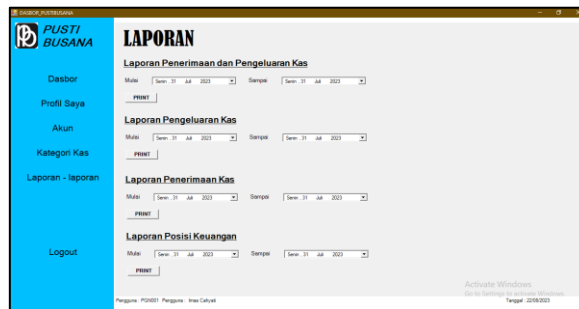 DASBOR_PUSTIBUSANA
PUSTI
BUSANA
Dasbor
Profil Saya
Akun
Kategori Kas
Laporan - laporan
Logout
LAPORAN
Laporan Penerimaan dan Pengeluaran Kas
Mulai Senin , 31 Juli 2023 Sampai Senin , 31 Juli 2023
PRINT
Laporan Pengeluaran Kas
Mulai Senin , 31 Juli 2023 Sampai Senin , 31 Juli 2023
PRINT
Laporan Penerimaan Kas
Mulai Senin , 31 Juli 2023 Sampai Senin , 31 Juli 2023
PRINT
Laporan Posisi Keuangan
Mulai Senin , 31 Juli 2023 Sampai Senin , 31 Juli 2023
PRINT
Activate Windows
Go to Settings to activate Windows.
Pengguna : PGN001 Pengguna : Imas Cahyati Tanggal : 22/08/2023